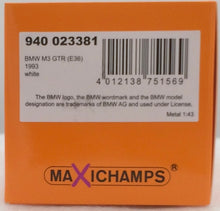 940 023381
BMW M3 GTR (E36)
1993
white
4 012138 751569
The BMW logo, the BMW wordmark and the BMW model
designation are trademarks of BMW AG and used under License.
Metal 1:43
MAXICHAMPS®